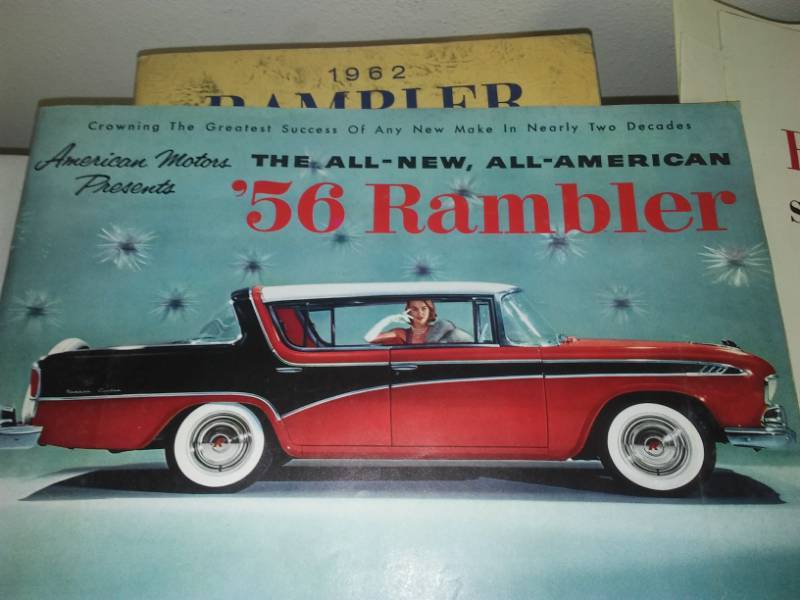 1962
RAMBLER
Crowning The Greatest Success Of Any New Make In Nearly Two Decades
American Motors Presents
THE ALL-NEW, ALL-AMERICAN
'56 Rambler
R